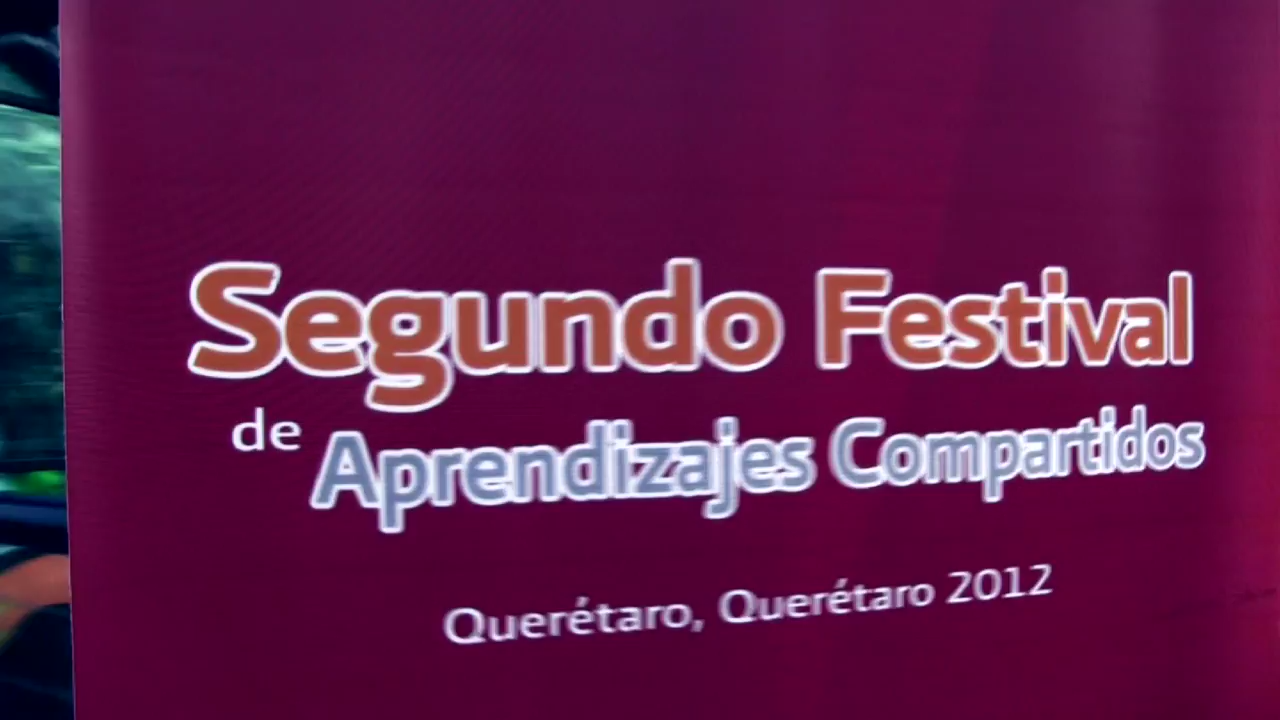 Segundo Festival
de Aprendizajes Compartidos
Querétaro, Querétaro 2012